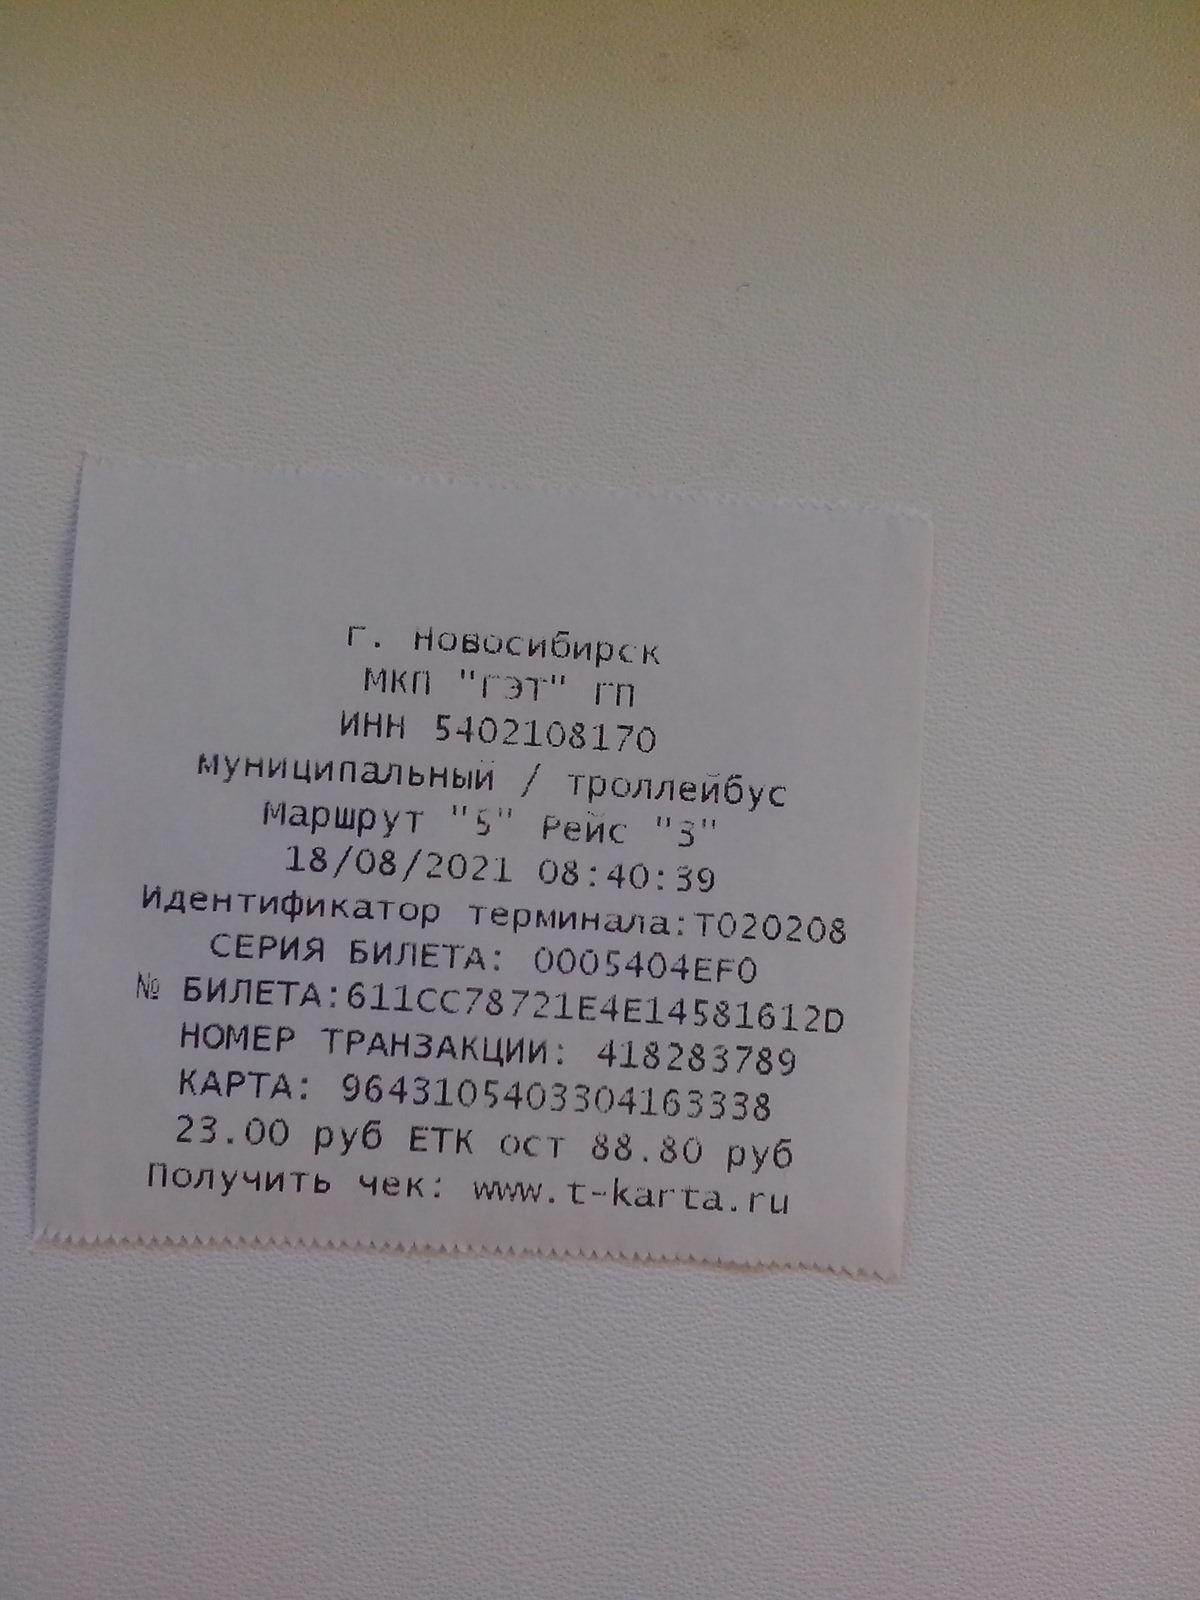 г. Новосибирск
МКП "ГЭТ" ГП
ИНН 5402108170
муниципальный / троллейбус
Маршрут "5" Рейс "3"
18/08/2021 08:40:39
Идентификатор терминала:T020208
СЕРИЯ БИЛЕТА: 0005404EF0
№ БИЛЕТА:611CC78721E4E14581612D
НОМЕР ТРАНЗАКЦИИ: 418283789
КАРТА: 9643105403304163338
23.00 руб ЕТК ост 88.80 руб
Получить чек: www.t-karta.ru